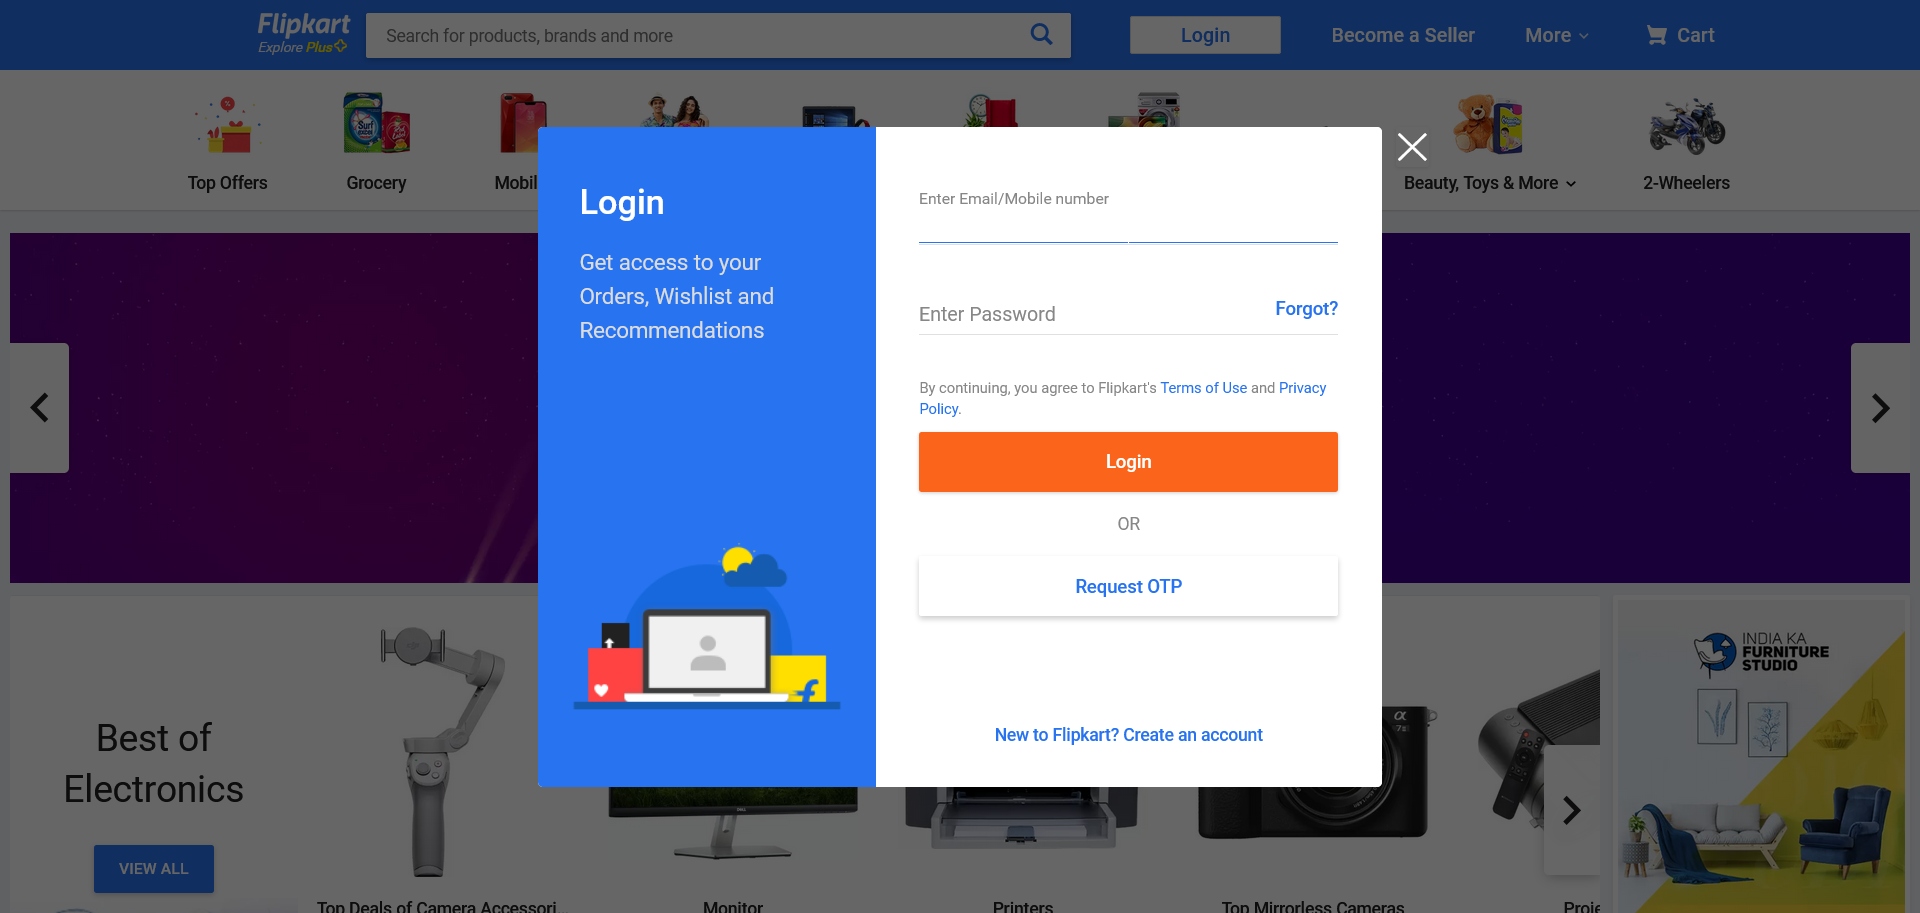 Flipkart
Explore Plus
Search for products, brands and more
Login
Become a Seller
More
Cart
Top Offers
Grocery
Mobil
Beauty, Toys & More
2-Wheelers
Login
Get access to your
Orders, Wishlist and
Recommendations
Enter Email/Mobile number
Enter Password
Forgot?
By continuing, you agree to Flipkart's Terms of Use and Privacy
Policy.
Login
OR
Request OTP
New to Flipkart? Create an account
Best of
Electronics
VIEW ALL
Top Deals of Camera Accessori...
Monitor
Printers
Top Mirrorless Cameras
Proje
INDIA KA
FURNITURE
STUDIO